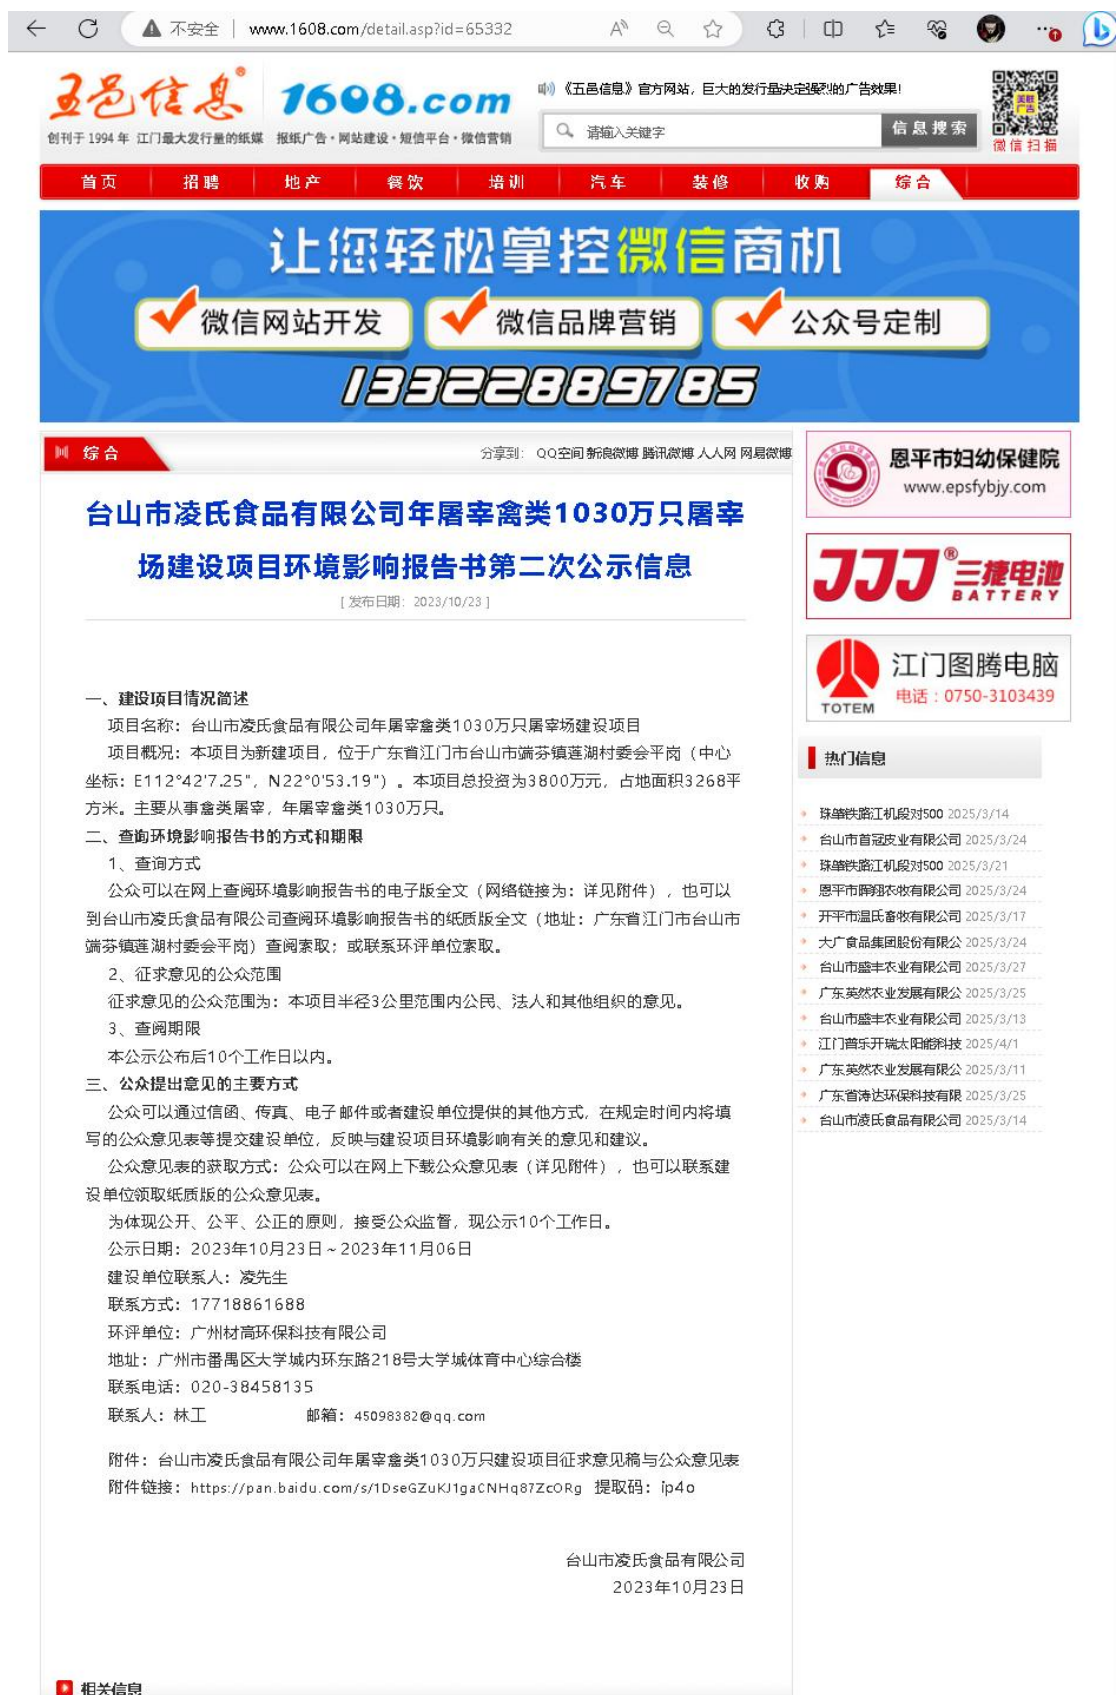 不安全 | www.1608.com/detail.asp?id=65332
五邑信息® 1608.com
《五邑信息》官方网站，巨大的发行量决定强烈的广告效果！
创刊于1994年 江门最大发行量的纸媒 报纸广告·网站建设·短信平台·微信营销
请输入关键字 信息搜索
微信扫描
首页 招聘 地产 餐饮 培训 汽车 装修 收购 综合
让您轻松掌控微信商机
微信网站开发 微信品牌营销 公众号定制
13322889785
综合 分享到： QQ空间 新浪微博 腾讯微博 人人网 网易微博
台山市凌氏食品有限公司年屠宰禽类1030万只屠宰
场建设项目环境影响报告书第二次公示信息
[ 发布日期：2023/10/23 ]
一、建设项目情况简述
项目名称：台山市凌氏食品有限公司年屠宰禽类1030万只屠宰场建设项目
项目概况：本项目为新建项目，位于广东省江门市台山市端芬镇莲湖村委会平岗（中心
坐标：E112°42'7.25"，N22°0'53.19"）。本项目总投资为3800万元，占地面积3268平
方米。主要从事禽类屠宰，年屠宰禽类1030万只。
二、查询环境影响报告书的方式和期限
1、查询方式
公众可以在网上查阅环境影响报告书的电子版全文（网络链接为：详见附件），也可以
到台山市凌氏食品有限公司查阅环境影响报告书的纸质版全文（地址：广东省江门市台山市
端芬镇莲湖村委会平岗）查阅索取；或联系环评单位索取。
2、征求意见的公众范围
征求意见的公众范围为：本项目半径3公里范围内公民、法人和其他组织的意见。
3、查阅期限
本公示公布后10个工作日以内。
三、公众提出意见的主要方式
公众可以通过信函、传真、电子邮件或者建设单位提供的其他方式，在规定时间内将填
写的公众意见表等提交建设单位，反映与建设项目环境影响有关的意见和建议。
公众意见表的获取方式：公众可以在网上下载公众意见表（详见附件），也可以联系建
设单位领取纸质版的公众意见表。
为体现公开、公平、公正的原则，接受公众监督，现公示10个工作日。
公示日期：2023年10月23日～2023年11月06日
建设单位联系人：凌先生
联系方式：17718861688
环评单位：广州材高环保科技有限公司
地址：广州市番禺区大学城内环东路218号大学城体育中心综合楼
联系电话：020-38458135
联系人：林工 邮箱：45098382@qq.com
附件：台山市凌氏食品有限公司年屠宰禽类1030万只建设项目征求意见稿与公众意见表
附件链接：https://pan.baidu.com/s/1DseGZuKJ1gaCNHq87ZcORg 提取码：ip4o
台山市凌氏食品有限公司
2023年10月23日
相关信息
恩平市妇幼保健院
www.epsfybjy.com
JJJ® 三捷电池
BATTERY
江门图腾电脑
TOTEM 电话：0750-3103439
热门信息
珠肇铁路江机段对500 2025/3/14
台山市首冠皮业有限公司 2025/3/24
珠肇铁路江机段对500 2025/3/21
恩平市翱翔农牧有限公司 2025/3/24
开平市温氏畜牧有限公司 2025/3/17
大广食品集团股份有限公 2025/3/24
台山市盛丰农业有限公司 2025/3/27
广东英然农业发展有限公 2025/3/25
台山市盛丰农业有限公司 2025/3/13
江门普乐开瑞太阳能科技 2025/4/1
广东英然农业发展有限公 2025/3/11
广东省涛达环保科技有限 2025/3/25
台山市凌氏食品有限公司 2025/3/14